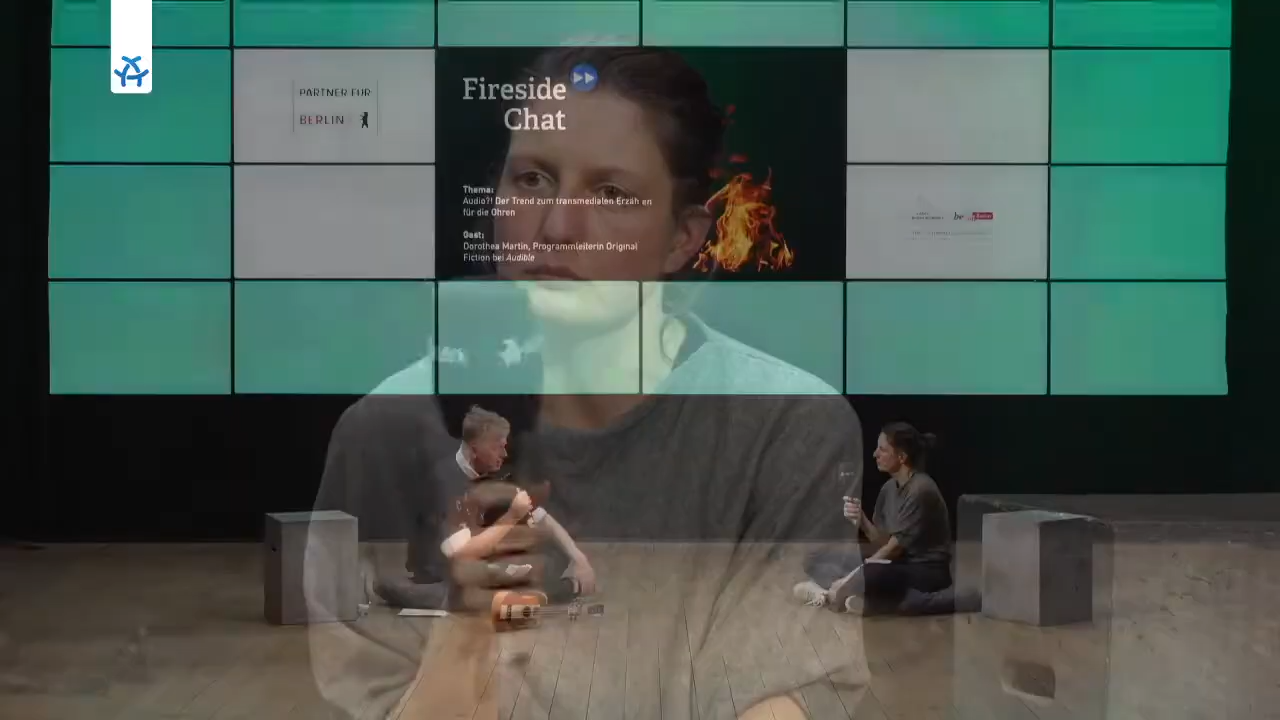 PARTNER FÜR
BERLIN
Fireside
Chat
Thema:
Audio?! Der Trend zum transmedialen Erzäh en
für die Ohren
Gast:
Dorothea Martin, Programmleiterin Original
Fiction bei Audible